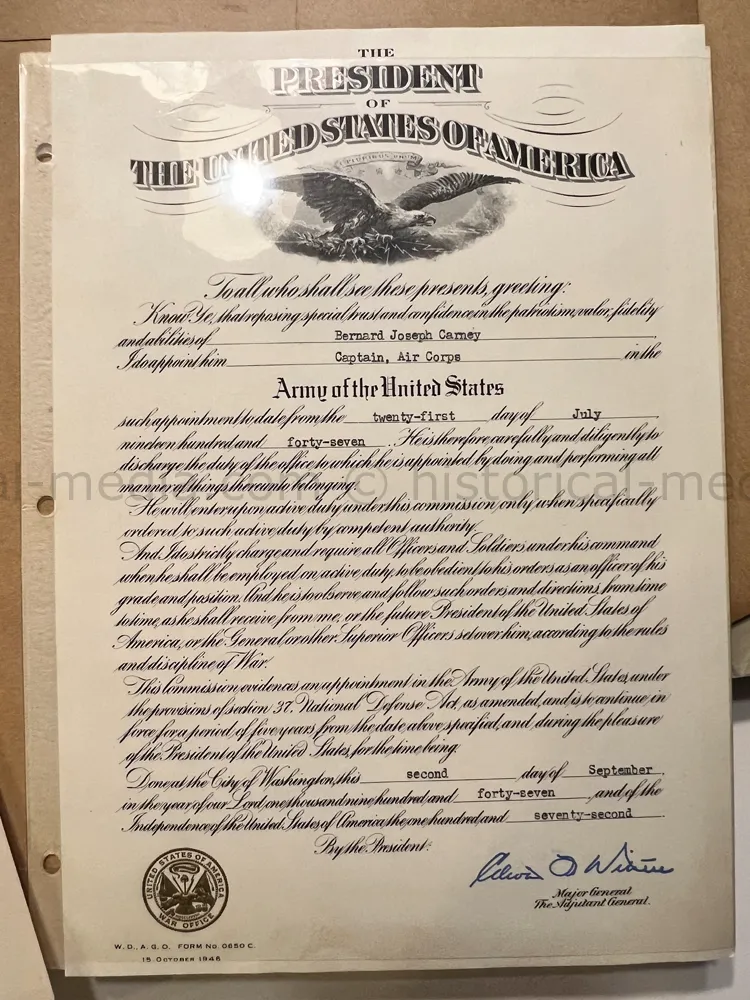 THE
PRESIDENT
OF
THE UNITED STATES OF AMERICA
E PLURIBUS UNUM
To all who shall see these presents, greeting:
Know Ye, that reposing special trust and confidence in the patriotism, valor, fidelity
and abilities of Bernard Joseph Carney
I do appoint him Captain, Air Corps in the
Army of the United States
such appointment to date from the twenty-first day of July
nineteen hundred and forty-seven. He is therefore carefully and diligently to
discharge the duty of the office to which he is appointed by doing and performing all
manner of things thereunto belonging.
He will enter upon active duty under this commission only when specifically
ordered to such active duty by competent authority.
And I do strictly charge and require all Officers and Soldiers under his command
when he shall be employed on active duty, to be obedient to his orders as an officer of his
grade and position. And he is to observe and follow such orders and directions, from time
to time, as he shall receive from me, or the future President of the United States of
America, or the General or other Superior Officers set over him, according to the rules
and discipline of War.
This Commission evidences an appointment in the Army of the United States, under
the provisions of section 37, National Defense Act, as amended, and is to continue in
force for a period of five years from the date above specified, and during the pleasure
of the President of the United States, for the time being.
Done at the City of Washington, this second day of September,
in the year of our Lord, one thousand nine hundred and forty-seven, and of the
Independence of the United States of America, the one hundred and seventy-second.
By the President:
Major General
The Adjutant General.
UNITED STATES OF AMERICA
WAR OFFICE
W. D., A. G. O. FORM No. 0650 C.
15 OCTOBER 1946
historical-media.com © historical-me